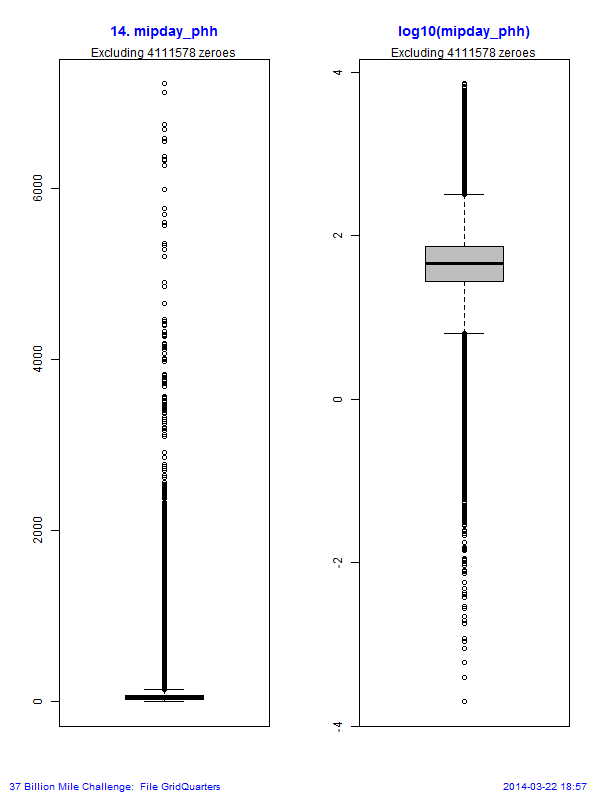 14. mipday_phh
Excluding 4111578 zeroes
6000
4000
2000
0
log10(mipday_phh)
Excluding 4111578 zeroes
4
2
0
-2
-4
37 Billion Mile Challenge: File GridQuarters
2014-03-22 18:57